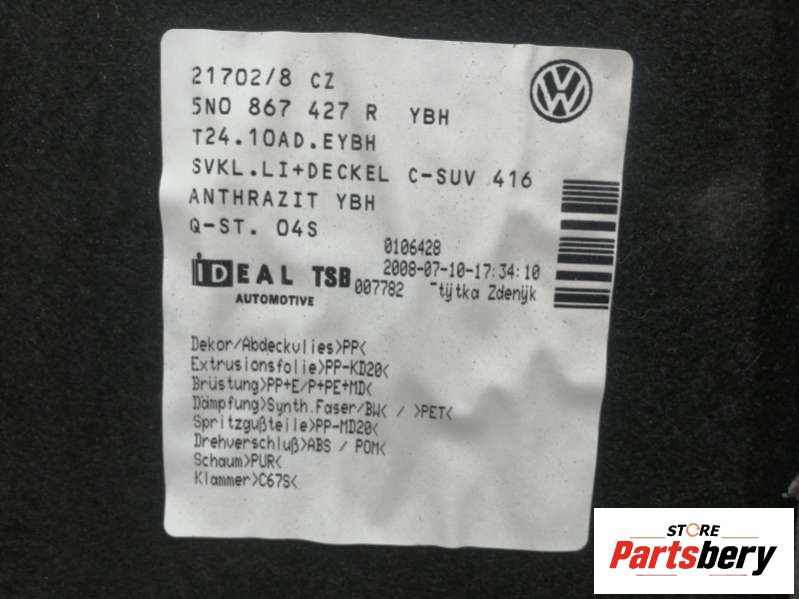 21702/8 CZ
5N0 867 427 R YBH
T24.10AD.EYBH
SVKL.LI+DECKEL C-SUV 416
ANTHRAZIT YBH
Q-ST. 04S
0106428
2008-07-10-17:34:10
007782 ~týtka Zdenýk
iDEAL TSB
AUTOMOTIVE
Dekor/Abdeckvlies>PP<
Extrusionsfolie>PP-KD20<
Brüstung>PP+E/P+PE+MD<
Dämpfung>Synth.Faser/BW< / >PET<
Spritzgußteile>PP-MD20<
Drehverschluß>ABS / POM<
Schaum>PUR<
Klammer>C67S<
STORE
Partsbery